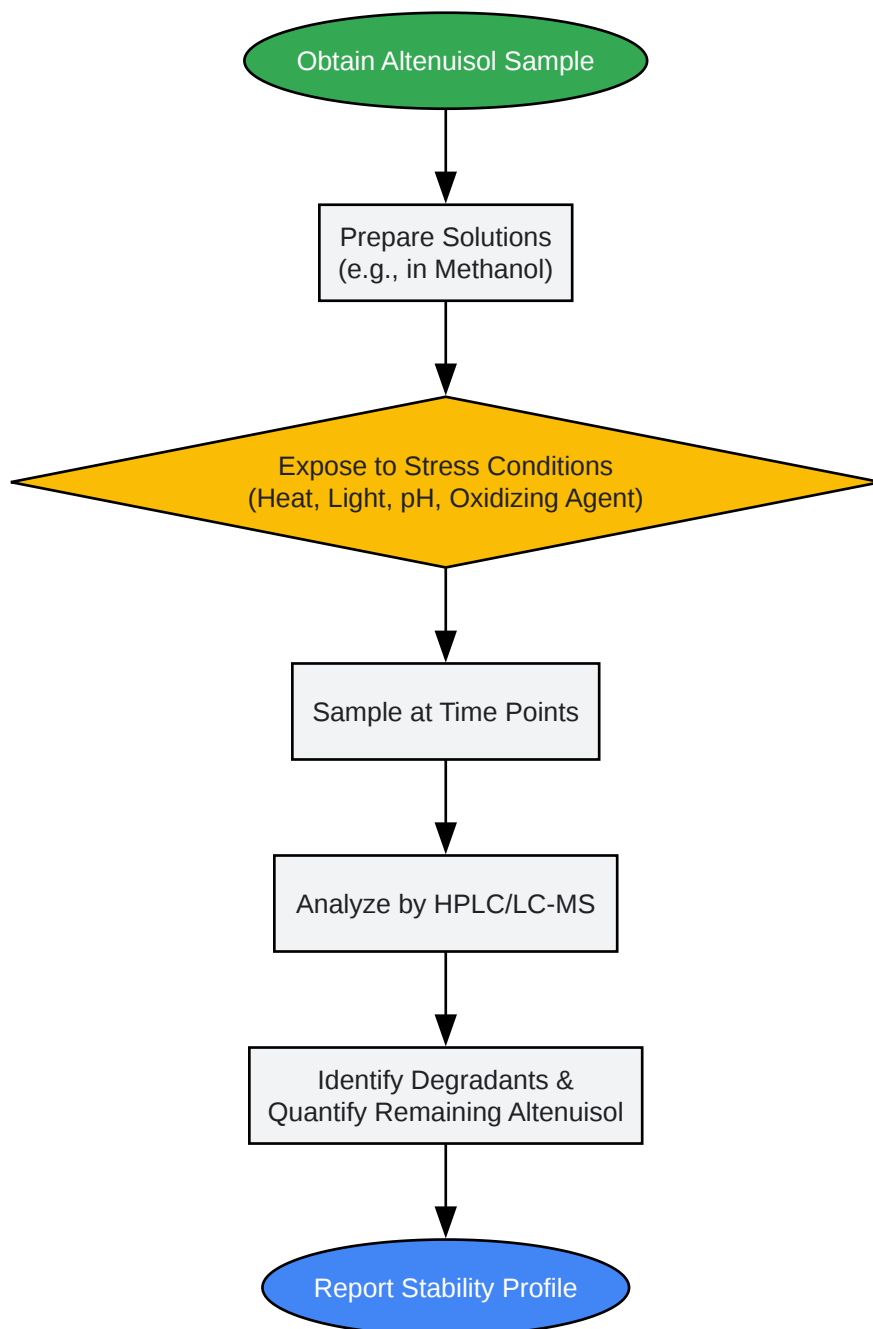 Obtain Altenuisol Sample
Prepare Solutions
(e.g., in Methanol)
Expose to Stress Conditions
(Heat, Light, pH, Oxidizing Agent)
Sample at Time Points
Analyze by HPLC/LC-MS
Identify Degradants &
Quantify Remaining Altenuisol
Report Stability Profile